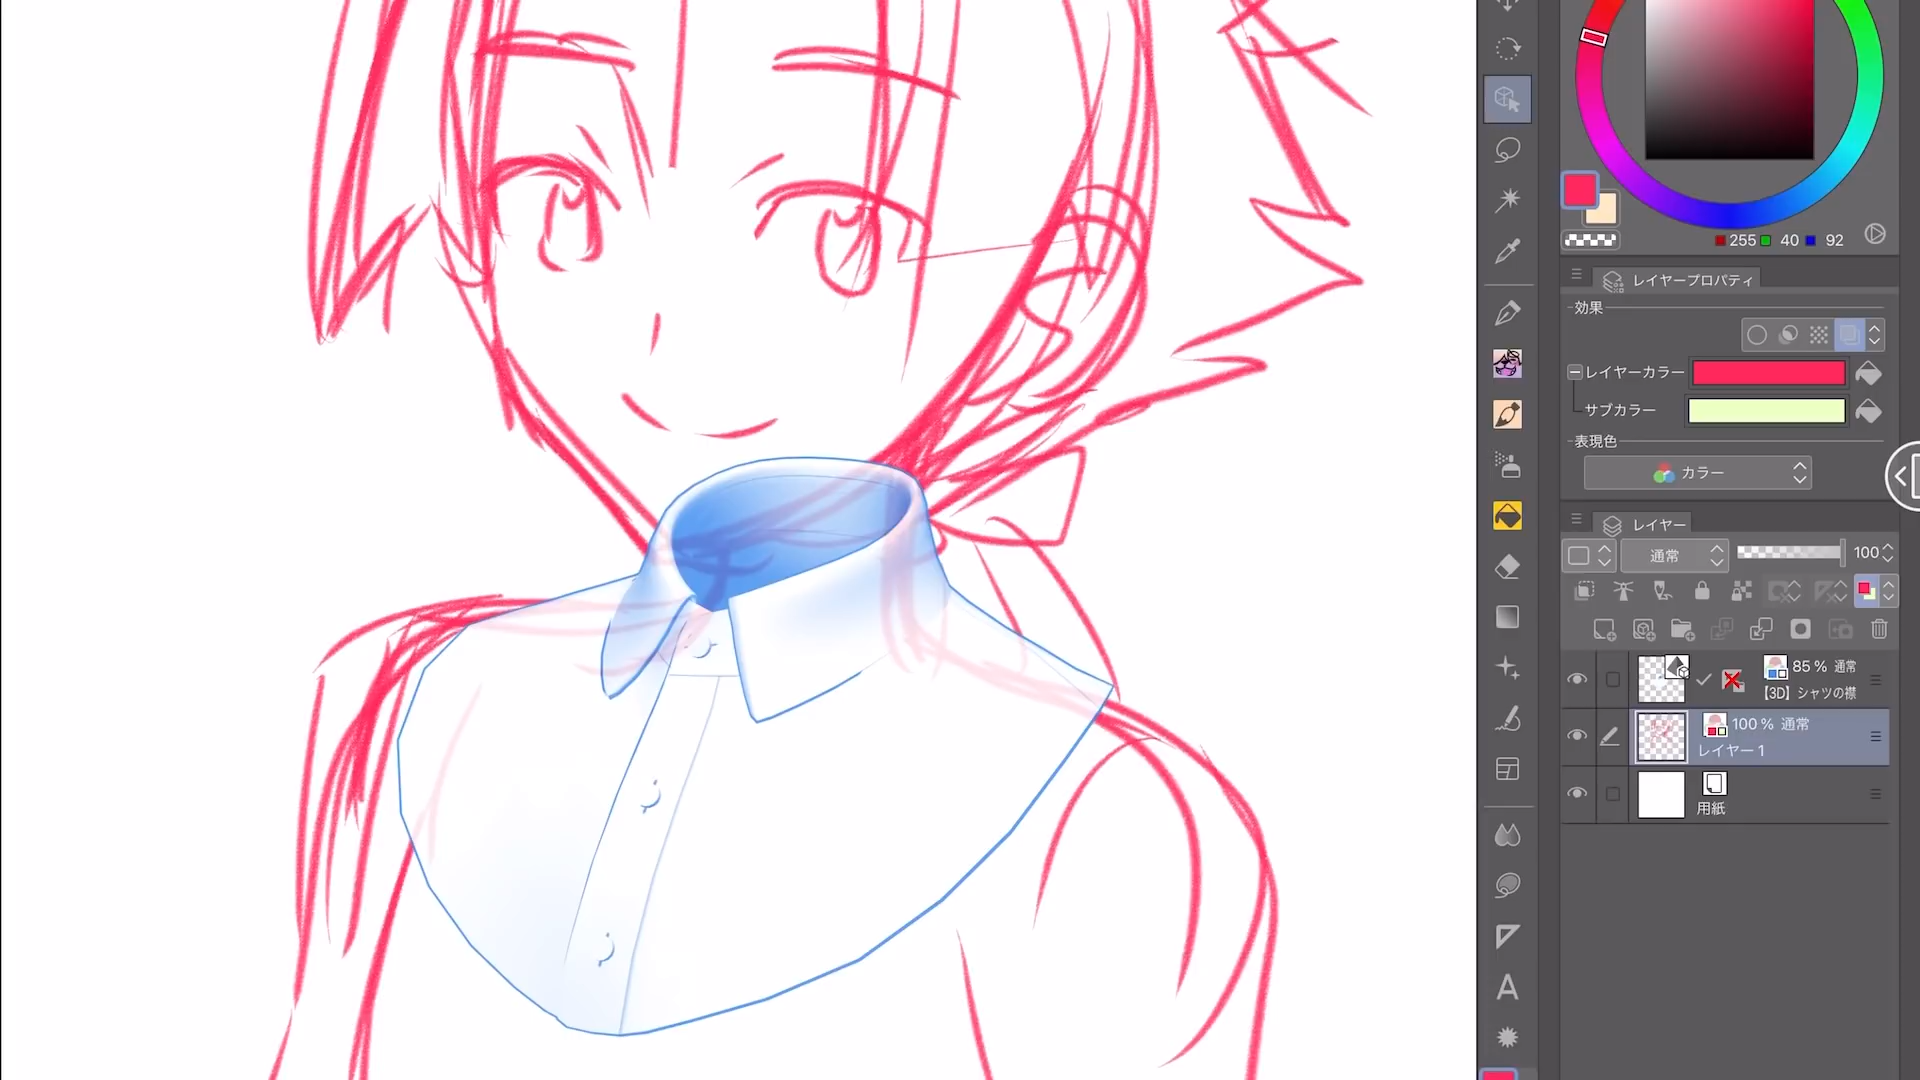 255 40 92
レイヤープロパティ
効果
レイヤーカラー
サブカラー
表現色
カラー
レイヤー
通常 100
85 % 通常
【3D】シャツの襟
100 % 通常
レイヤー 1
用紙
A